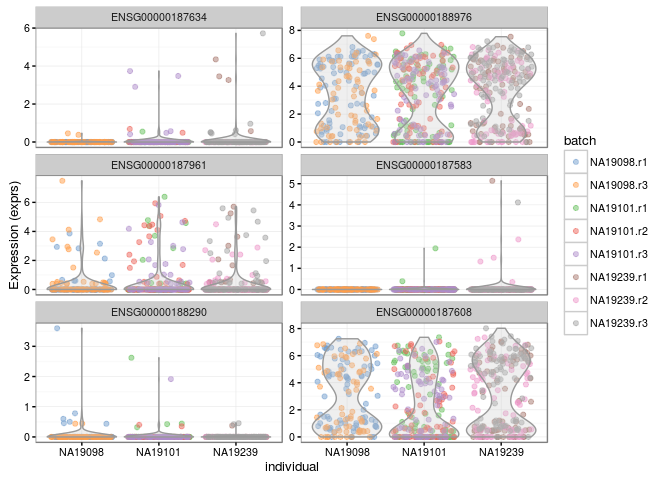 ENSG00000187634
ENSG00000188976
6
4
2
0
8
6
4
2
0
ENSG00000187961
ENSG00000187583
6
4
2
0
5
4
3
2
1
0
ENSG00000188290
ENSG00000187608
3
2
1
0
8
6
4
2
0
NA19098
NA19101
NA19239
NA19098
NA19101
NA19239
individual
Expression (exprs)
batch
NA19098.r1
NA19098.r3
NA19101.r1
NA19101.r2
NA19101.r3
NA19239.r1
NA19239.r2
NA19239.r3